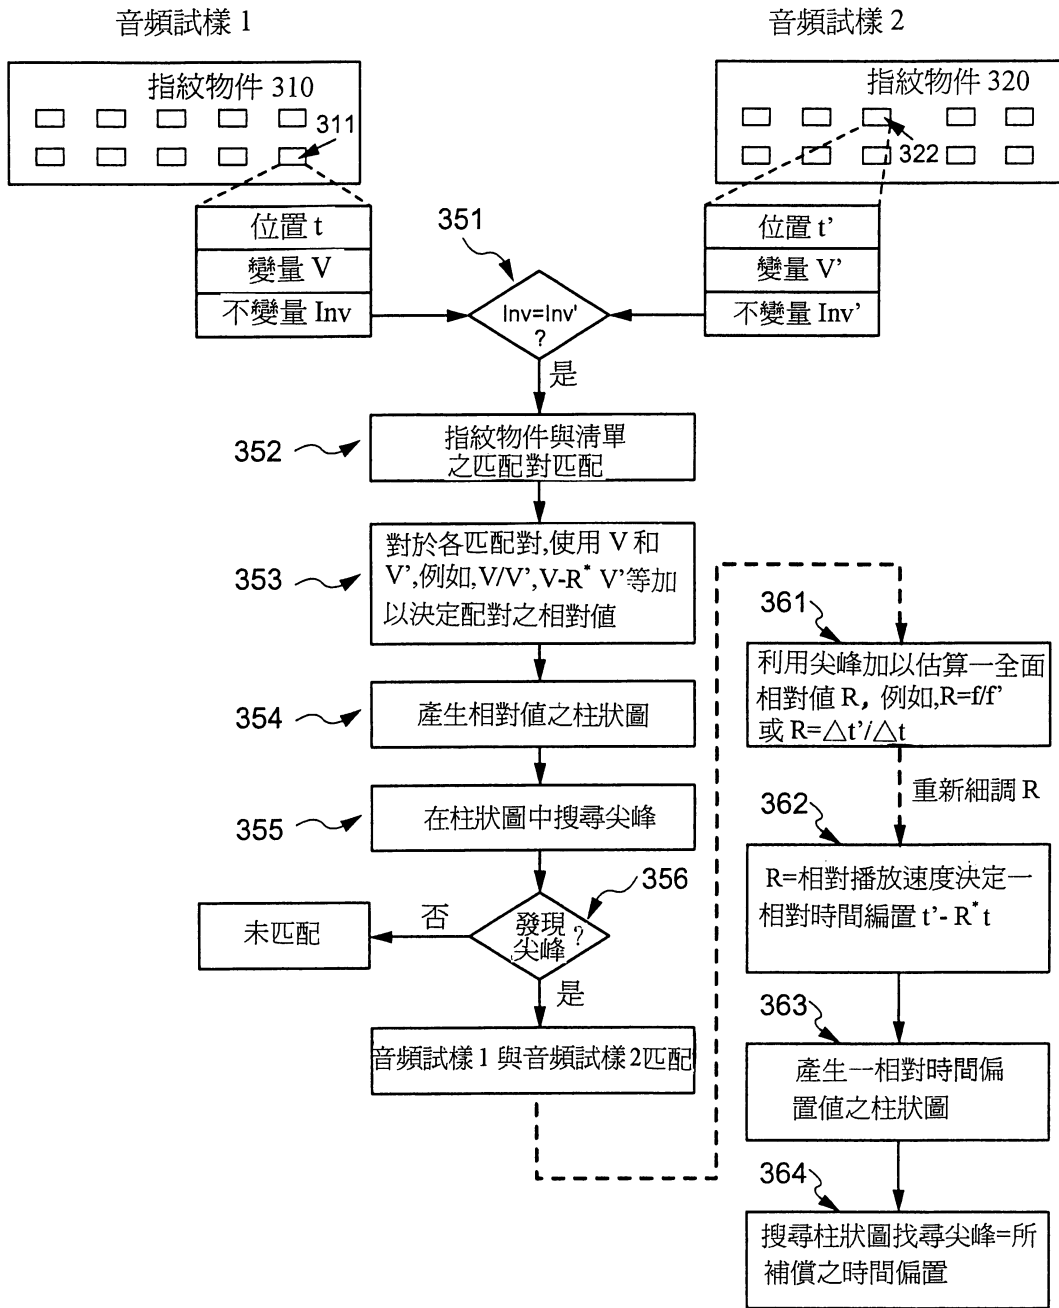 音頻試樣 1
音頻試樣 2
指紋物件 310
311
指紋物件 320
322
位置 t
變量 V
不變量 Inv
351
Inv=Inv'
?
位置 t’
變量 V’
不變量 Inv’
是
352
指紋物件與清單
之匹配對匹配
353
對於各匹配對,使用 V 和
V’,例如,V/V’,V-R* V’等加
以決定配對之相對值
354
產生相對值之柱狀圖
355
在柱狀圖中搜尋尖峰
356
發現
尖峰?
否
未匹配
是
音頻試樣 1 與音頻試樣 2匹配
361
利用尖峰加以估算一全面
相對值 R, 例如,R=f/f’
或 R=△t’/△t
重新細調 R
362
R=相對播放速度決定一
相對時間編置 t’- R* t
363
產生一相對時間偏
置值之柱狀圖
364
搜尋柱狀圖找尋尖峰=所
補償之時間偏置